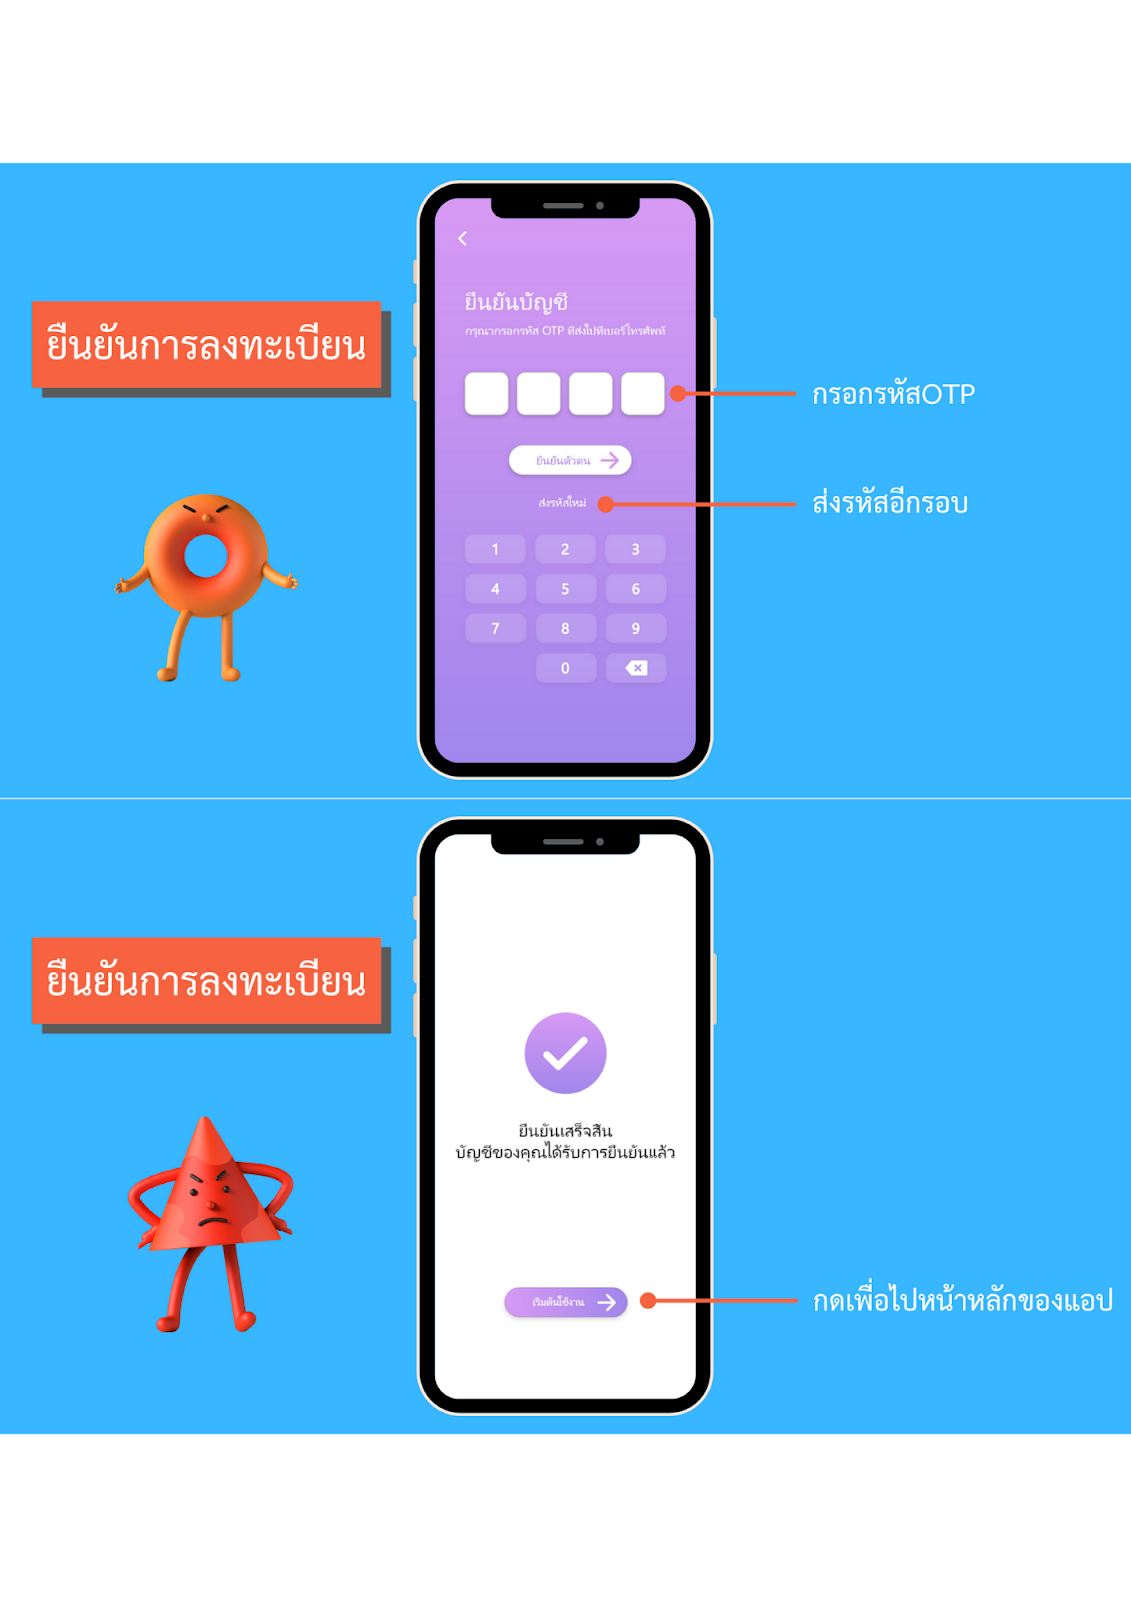 ยืนยันการลงทะเบียน
ยืนยันบัญชี
กรุณากรอกรหัส OTP ที่ส่งไปที่เบอร์โทรศัพท์
กรอกรหัสOTP
ยืนยันตัวตน
ส่งรหัสใหม่
ส่งรหัสอีกรอบ
1 2 3
4 5 6
7 8 9
0
ยืนยันการลงทะเบียน
ยืนยันเสร็จสิ้น
บัญชีของคุณได้รับการยืนยันแล้ว
เริ่มต้นใช้งาน
กดเพื่อไปหน้าหลักของแอป